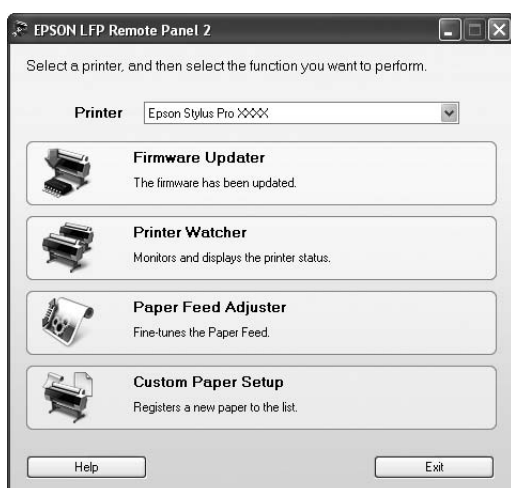 EPSON LFP Remote Panel 2
Select a printer, and then select the function you want to perform.
Printer
Epson Stylus Pro XXXX
Firmware Updater
The firmware has been updated.
Printer Watcher
Monitors and displays the printer status.
Paper Feed Adjuster
Fine-tunes the Paper Feed.
Custom Paper Setup
Registers a new paper to the list.
Help
Exit